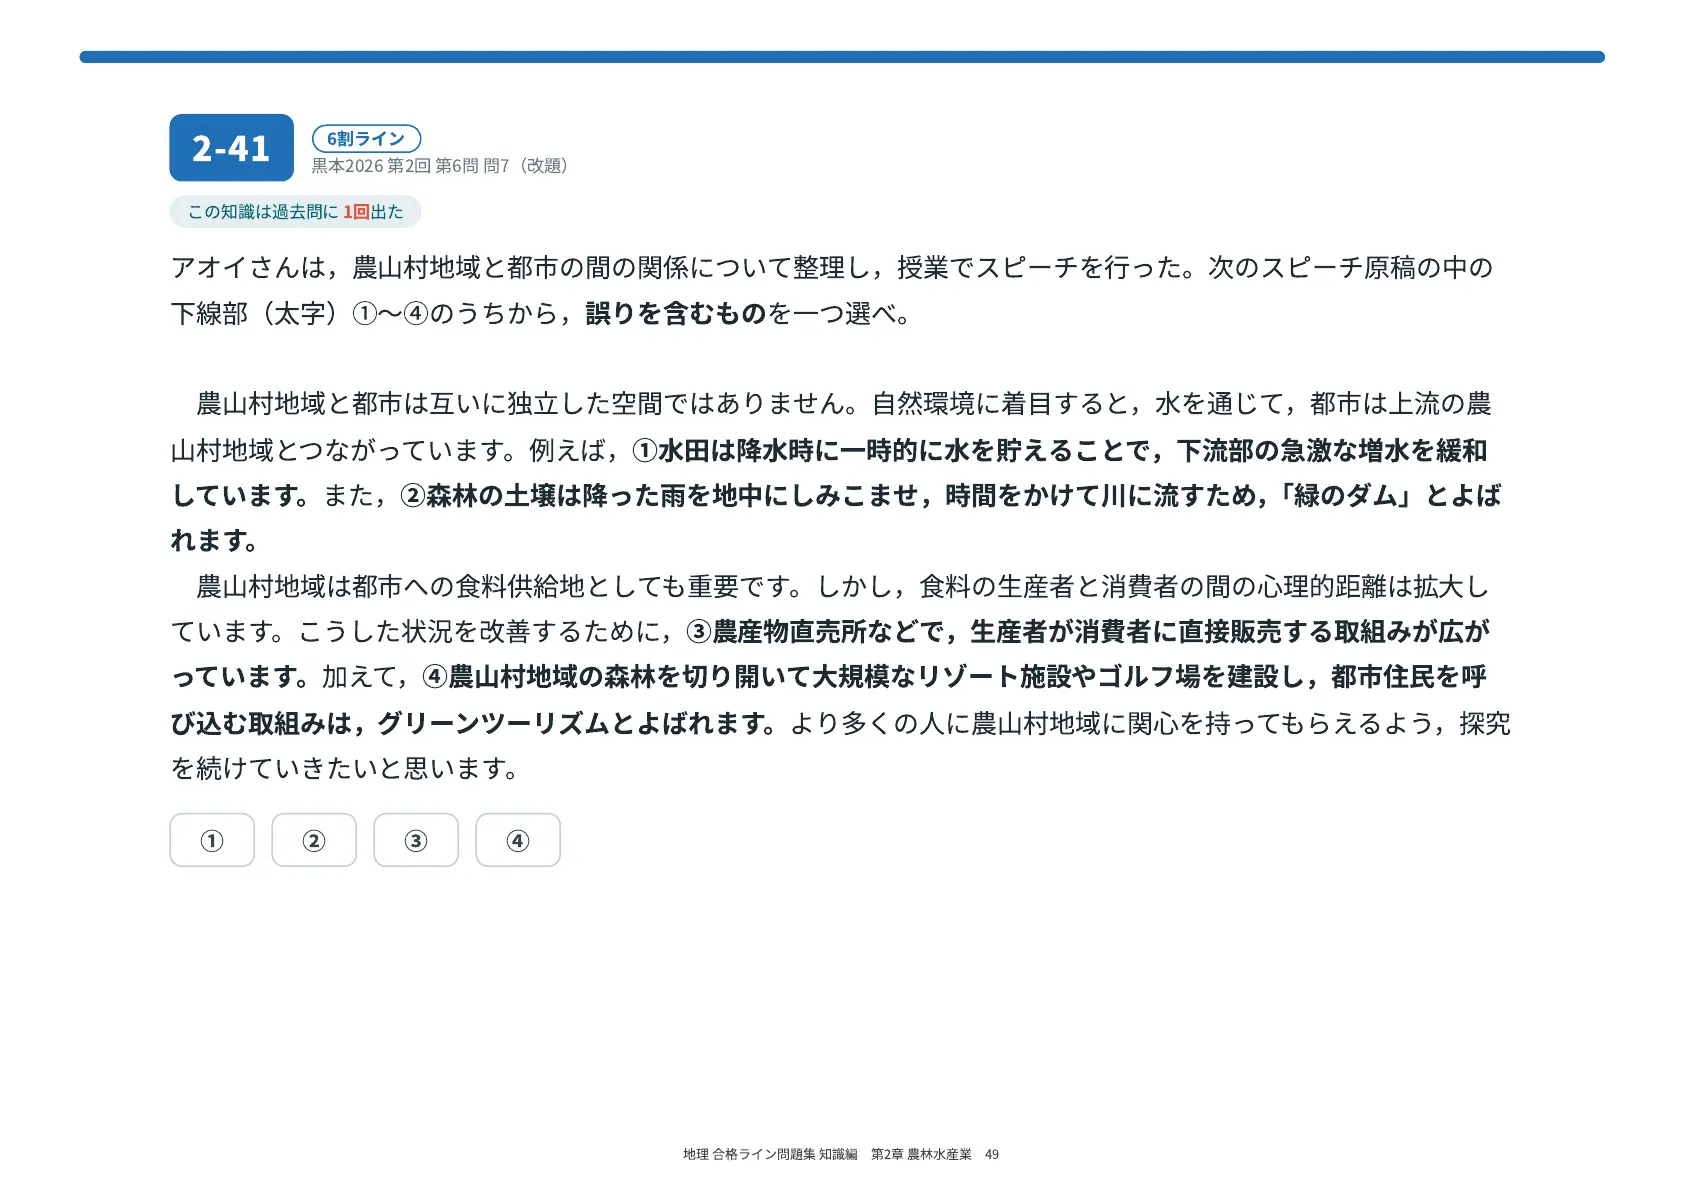 2-41
6割ライン
黒本2026 第2回 第6問 問7（改題）
この知識は過去問に 1回出た
アオイさんは，農山村地域と都市の間の関係について整理し，授業でスピーチを行った。次のスピーチ原稿の中の
下線部（太字）①〜④のうちから，誤りを含むものを一つ選べ。
農山村地域と都市は互いに独立した空間ではありません。自然環境に着目すると，水を通じて，都市は上流の農
山村地域とつながっています。例えば，①水田は降水時に一時的に水を貯えることで，下流部の急激な増水を緩和
しています。また，②森林の土壌は降った雨を地中にしみこませ，時間をかけて川に流すため，「緑のダム」とよば
れます。
農山村地域は都市への食料供給地としても重要です。しかし，食料の生産者と消費者の間の心理的距離は拡大し
ています。こうした状況を改善するために，③農産物直売所などで，生産者が消費者に直接販売する取組みが広が
っています。加えて，④農山村地域の森林を切り開いて大規模なリゾート施設やゴルフ場を建設し，都市住民を呼
び込む取組みは，グリーンツーリズムとよばれます。より多くの人に農山村地域に関心を持ってもらえるよう，探究
を続けていきたいと思います。
① ② ③ ④
地理 合格ライン問題集 知識編　第2章 農林水産業　49